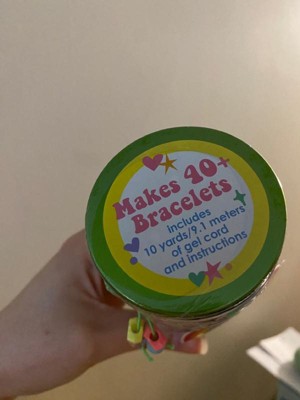 Makes 40+
Bracelets
Includes
10 yards/9.1 meters
of gel cord
and instructions